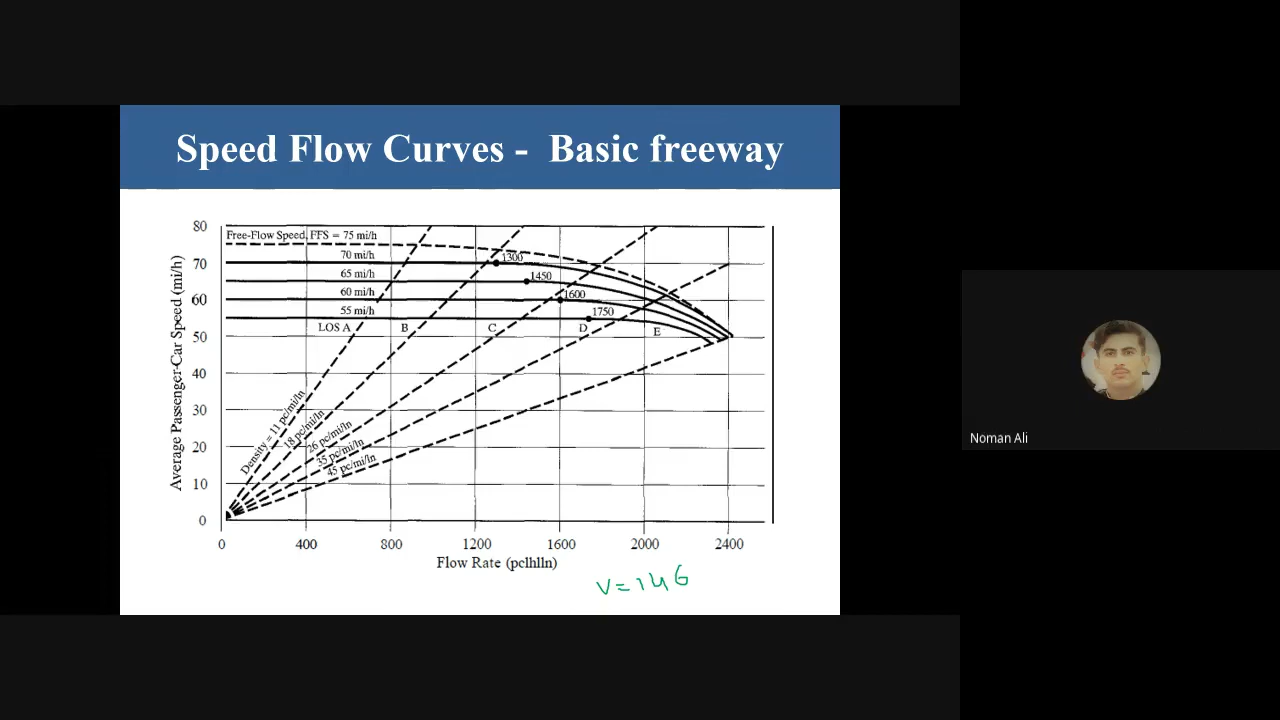 Speed Flow Curves - Basic freeway
80
70
60
50
40
30
20
10
0
Average Passenger-Car Speed (mi/h)
Free-Flow Speed, FFS = 75 mi/h
70 mi/h
65 mi/h
60 mi/h
55 mi/h
1300
1450
1600
1750
LOS A
B
C
D
E
Density = 11 pc/mi/ln
18 pc/mi/ln
26 pc/mi/ln
35 pc/mi/ln
45 pc/mi/ln
0 400 800 1200 1600 2000 2400
Flow Rate (pclhlln)
V=146
Noman Ali